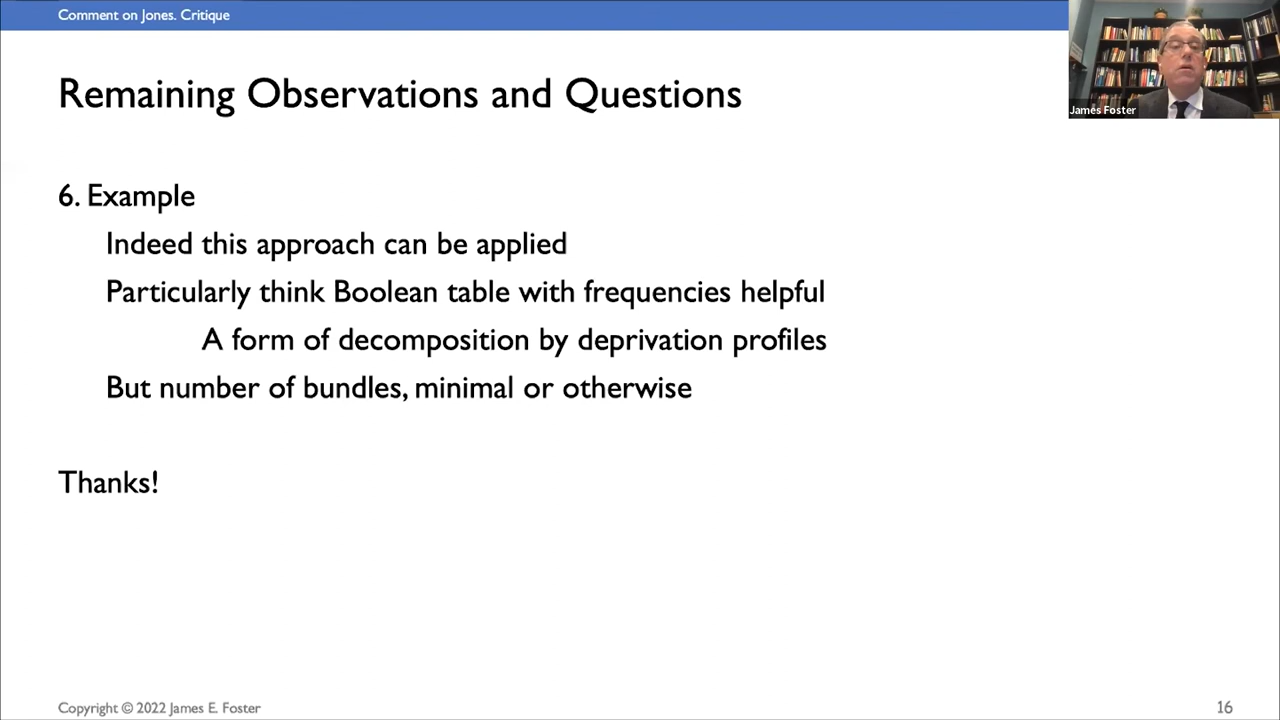 Comment on Jones. Critique
James Foster
Remaining Observations and Questions
6. Example
Indeed this approach can be applied
Particularly think Boolean table with frequencies helpful
A form of decomposition by deprivation profiles
But number of bundles, minimal or otherwise
Thanks!
Copyright © 2022 James E. Foster
16